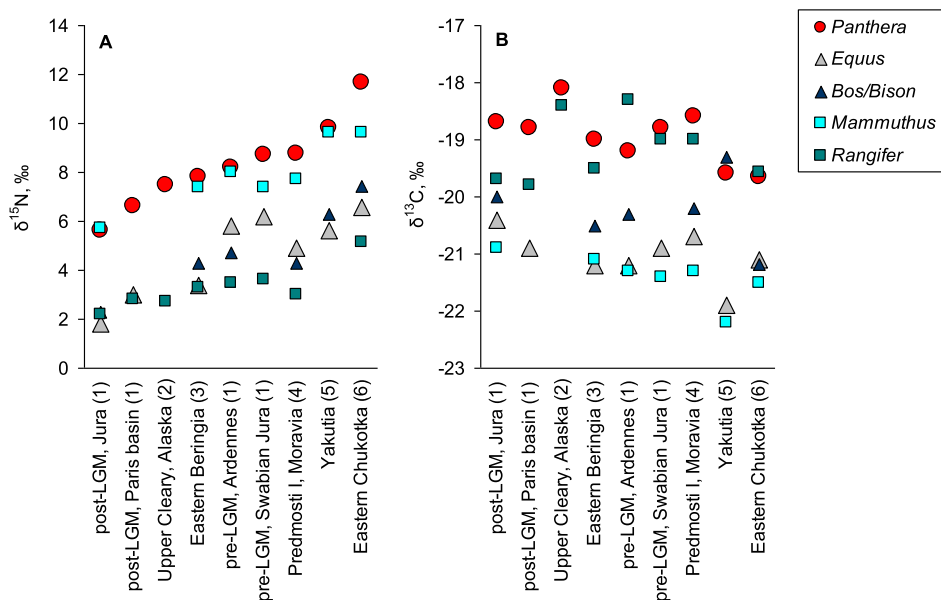 A
δ15N, ‰
14
12
10
8
6
4
2
0
post-LGM, Jura (1)
post-LGM, Paris basin (1)
Upper Cleary, Alaska (2)
Eastern Beringia (3)
pre-LGM, Ardennes (1)
pre-LGM, Swabian Jura (1)
Predmosti I, Moravia (4)
Yakutia (5)
Eastern Chukotka (6)
B
δ13C, ‰
-17
-18
-19
-20
-21
-22
-23
post-LGM, Jura (1)
post-LGM, Paris basin (1)
Upper Cleary, Alaska (2)
Eastern Beringia (3)
pre-LGM, Ardennes (1)
pre-LGM, Swabian Jura (1)
Predmosti I, Moravia (4)
Yakutia (5)
Eastern Chukotka (6)
Panthera
Equus
Bos/Bison
Mammuthus
Rangifer